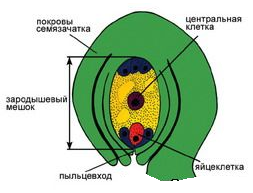 покровы
семязачатка
центральная
клетка
зародышевый
мешок
яйцеклетка
пыльцевход